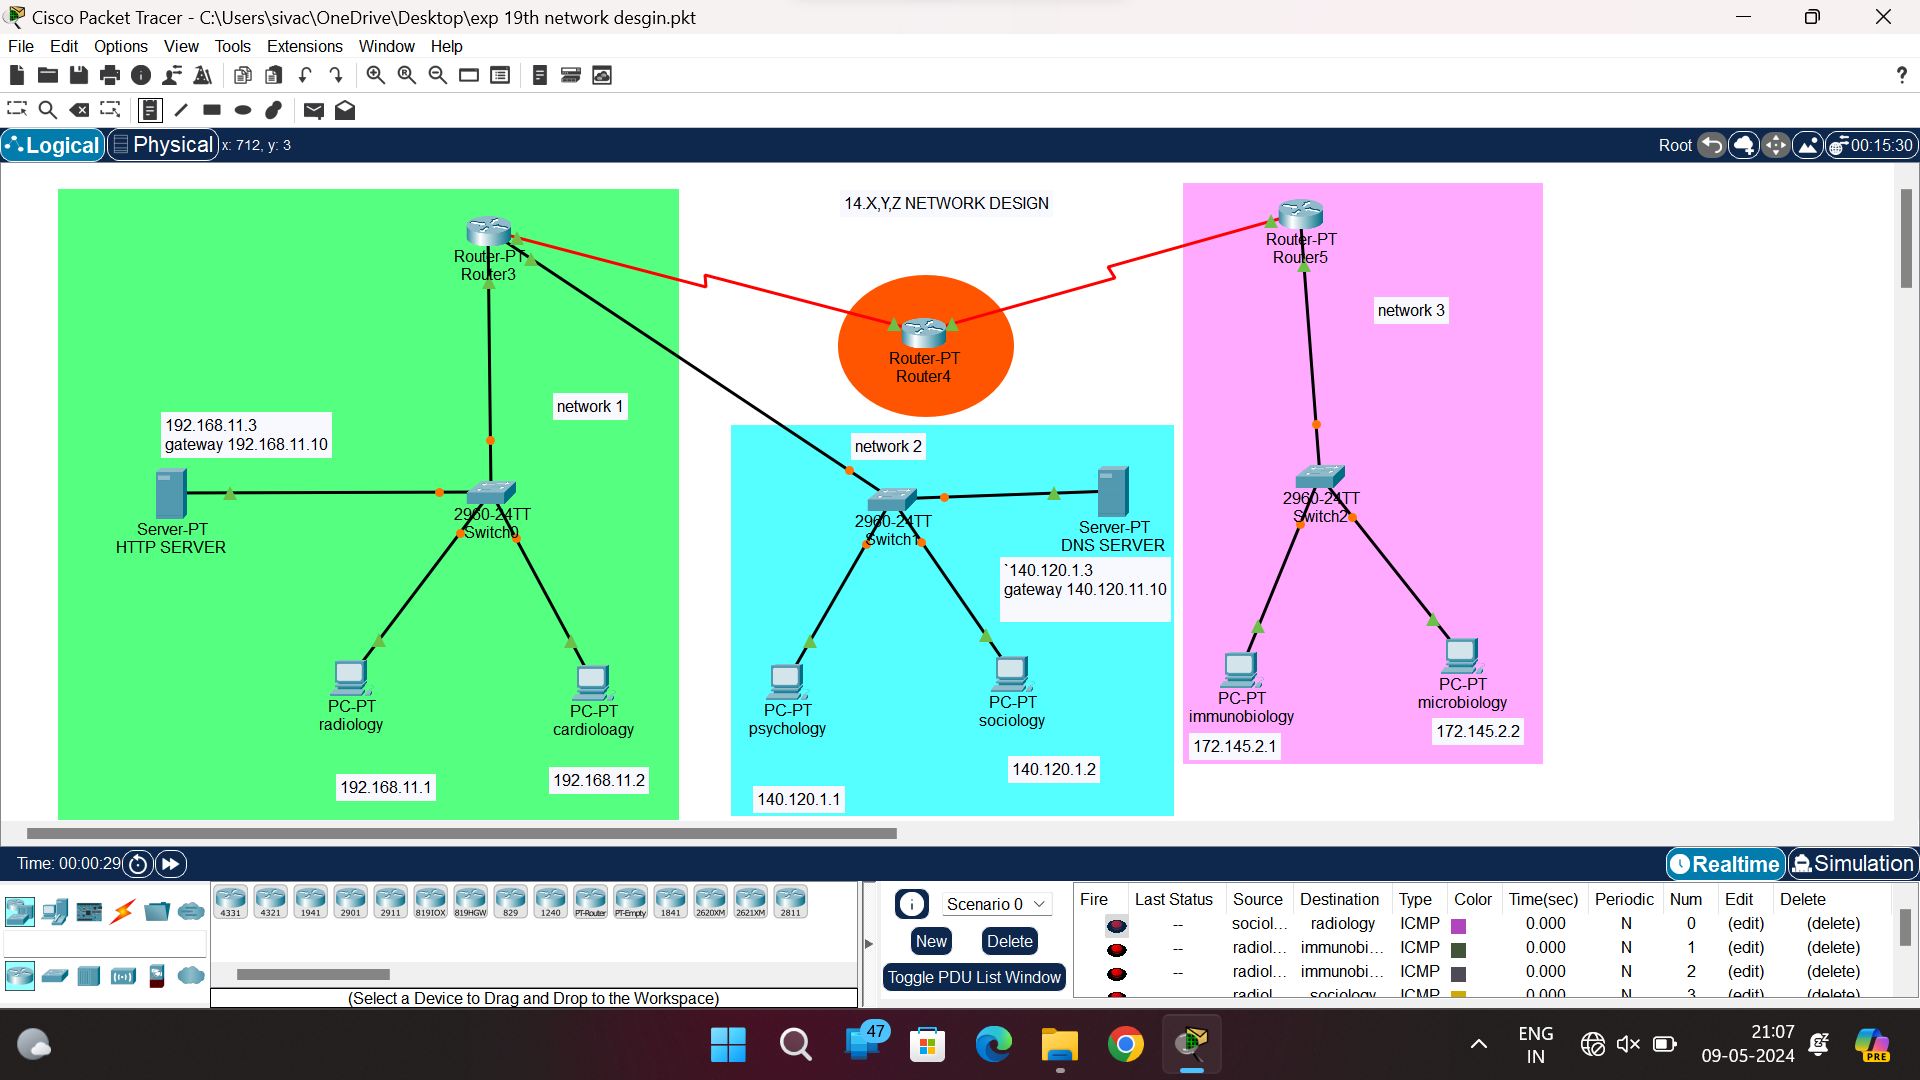 Cisco Packet Tracer - C:\Users\sivac\OneDrive\Desktop\exp 19th network desgin.pkt
File Edit Options View Tools Extensions Window Help
?
Logical Physical x: 712, y: 3 Root 00:15:30
14.X,Y,Z NETWORK DESIGN
Router-PT
Router3
network 1
192.168.11.3
gateway 192.168.11.10
Server-PT
HTTP SERVER
2960-24TT
Switch0
PC-PT
radiology
PC-PT
cardioloagy
192.168.11.1
192.168.11.2
Router-PT
Router4
network 2
2960-24TT
Switch1
Server-PT
DNS SERVER
`140.120.1.3
gateway 140.120.11.10
PC-PT
psychology
PC-PT
sociology
140.120.1.2
140.120.1.1
Router-PT
Router5
network 3
2960-24TT
Switch2
PC-PT
immunobiology
172.145.2.1
PC-PT
microbiology
172.145.2.2
Time: 00:00:29 Realtime Simulation
4331 4321 1941 2901 2911 819IOX 819HGW 829 1240 PT-Router PT-Empty 1841 2620XM 2621XM 2811
(Select a Device to Drag and Drop to the Workspace)
Scenario 0
New Delete
Toggle PDU List Window
Fire Last Status Source Destination Type Color Time(sec) Periodic Num Edit Delete
-- sociol... radiology ICMP 0.000 N 0 (edit) (delete)
-- radiol... immunobi... ICMP 0.000 N 1 (edit) (delete)
-- radiol... immunobi... ICMP 0.000 N 2 (edit) (delete)
radiol... sociology ICMP 0.000 N 3 (edit) (delete)
47
ENG
IN
21:07
09-05-2024
PRE